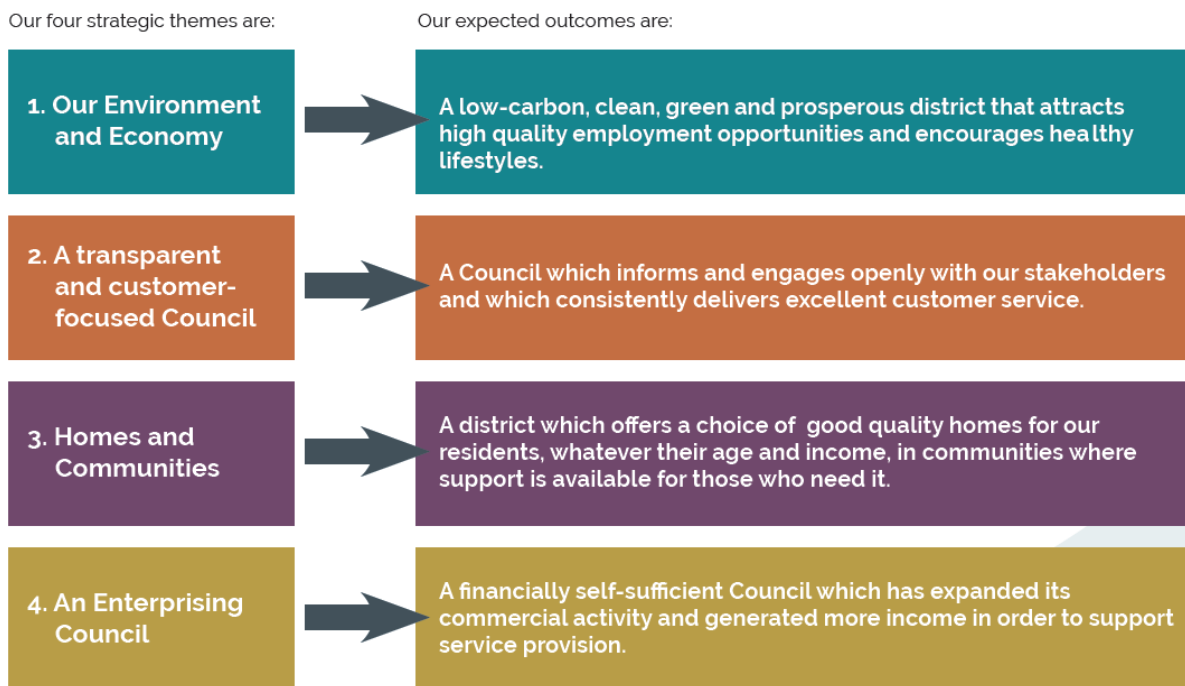 Our four strategic themes are:
Our expected outcomes are:
1. Our Environment
and Economy
A low-carbon, clean, green and prosperous district that attracts
high quality employment opportunities and encourages healthy
lifestyles.
2. A transparent
and customer-
focused Council
A Council which informs and engages openly with our stakeholders
and which consistently delivers excellent customer service.
3. Homes and
Communities
A district which offers a choice of good quality homes for our
residents, whatever their age and income, in communities where
support is available for those who need it.
4. An Enterprising
Council
A financially self-sufficient Council which has expanded its
commercial activity and generated more income in order to support
service provision.